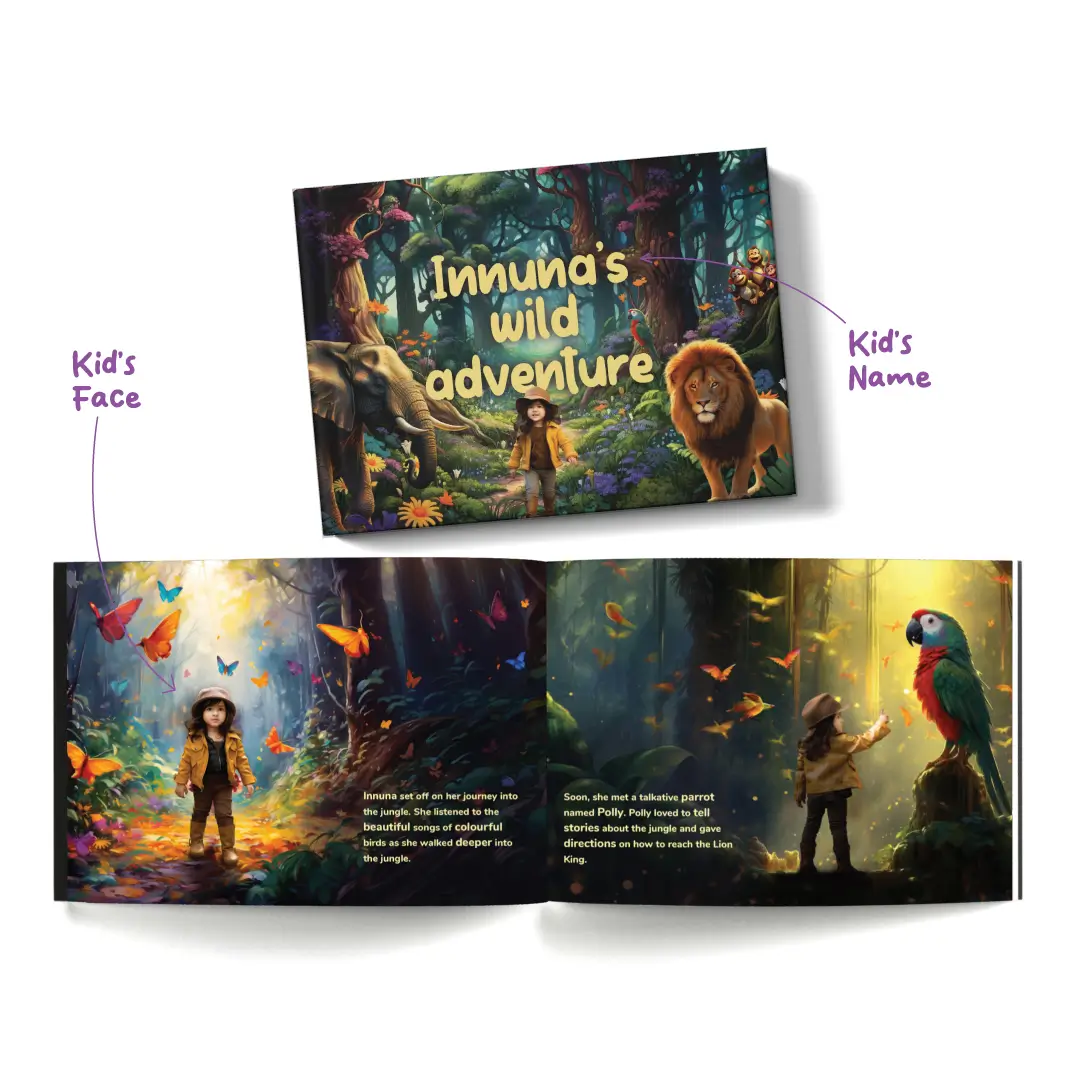 Innuna's
wild
adventure
Kid's
Face
Kid's
Name
Innuna set off on her journey into
the jungle. She listened to the
beautiful songs of colourful
birds as she walked deeper into
the jungle.
Soon, she met a talkative parrot
named Polly. Polly loved to tell
stories about the jungle and gave
directions on how to reach the Lion
King.